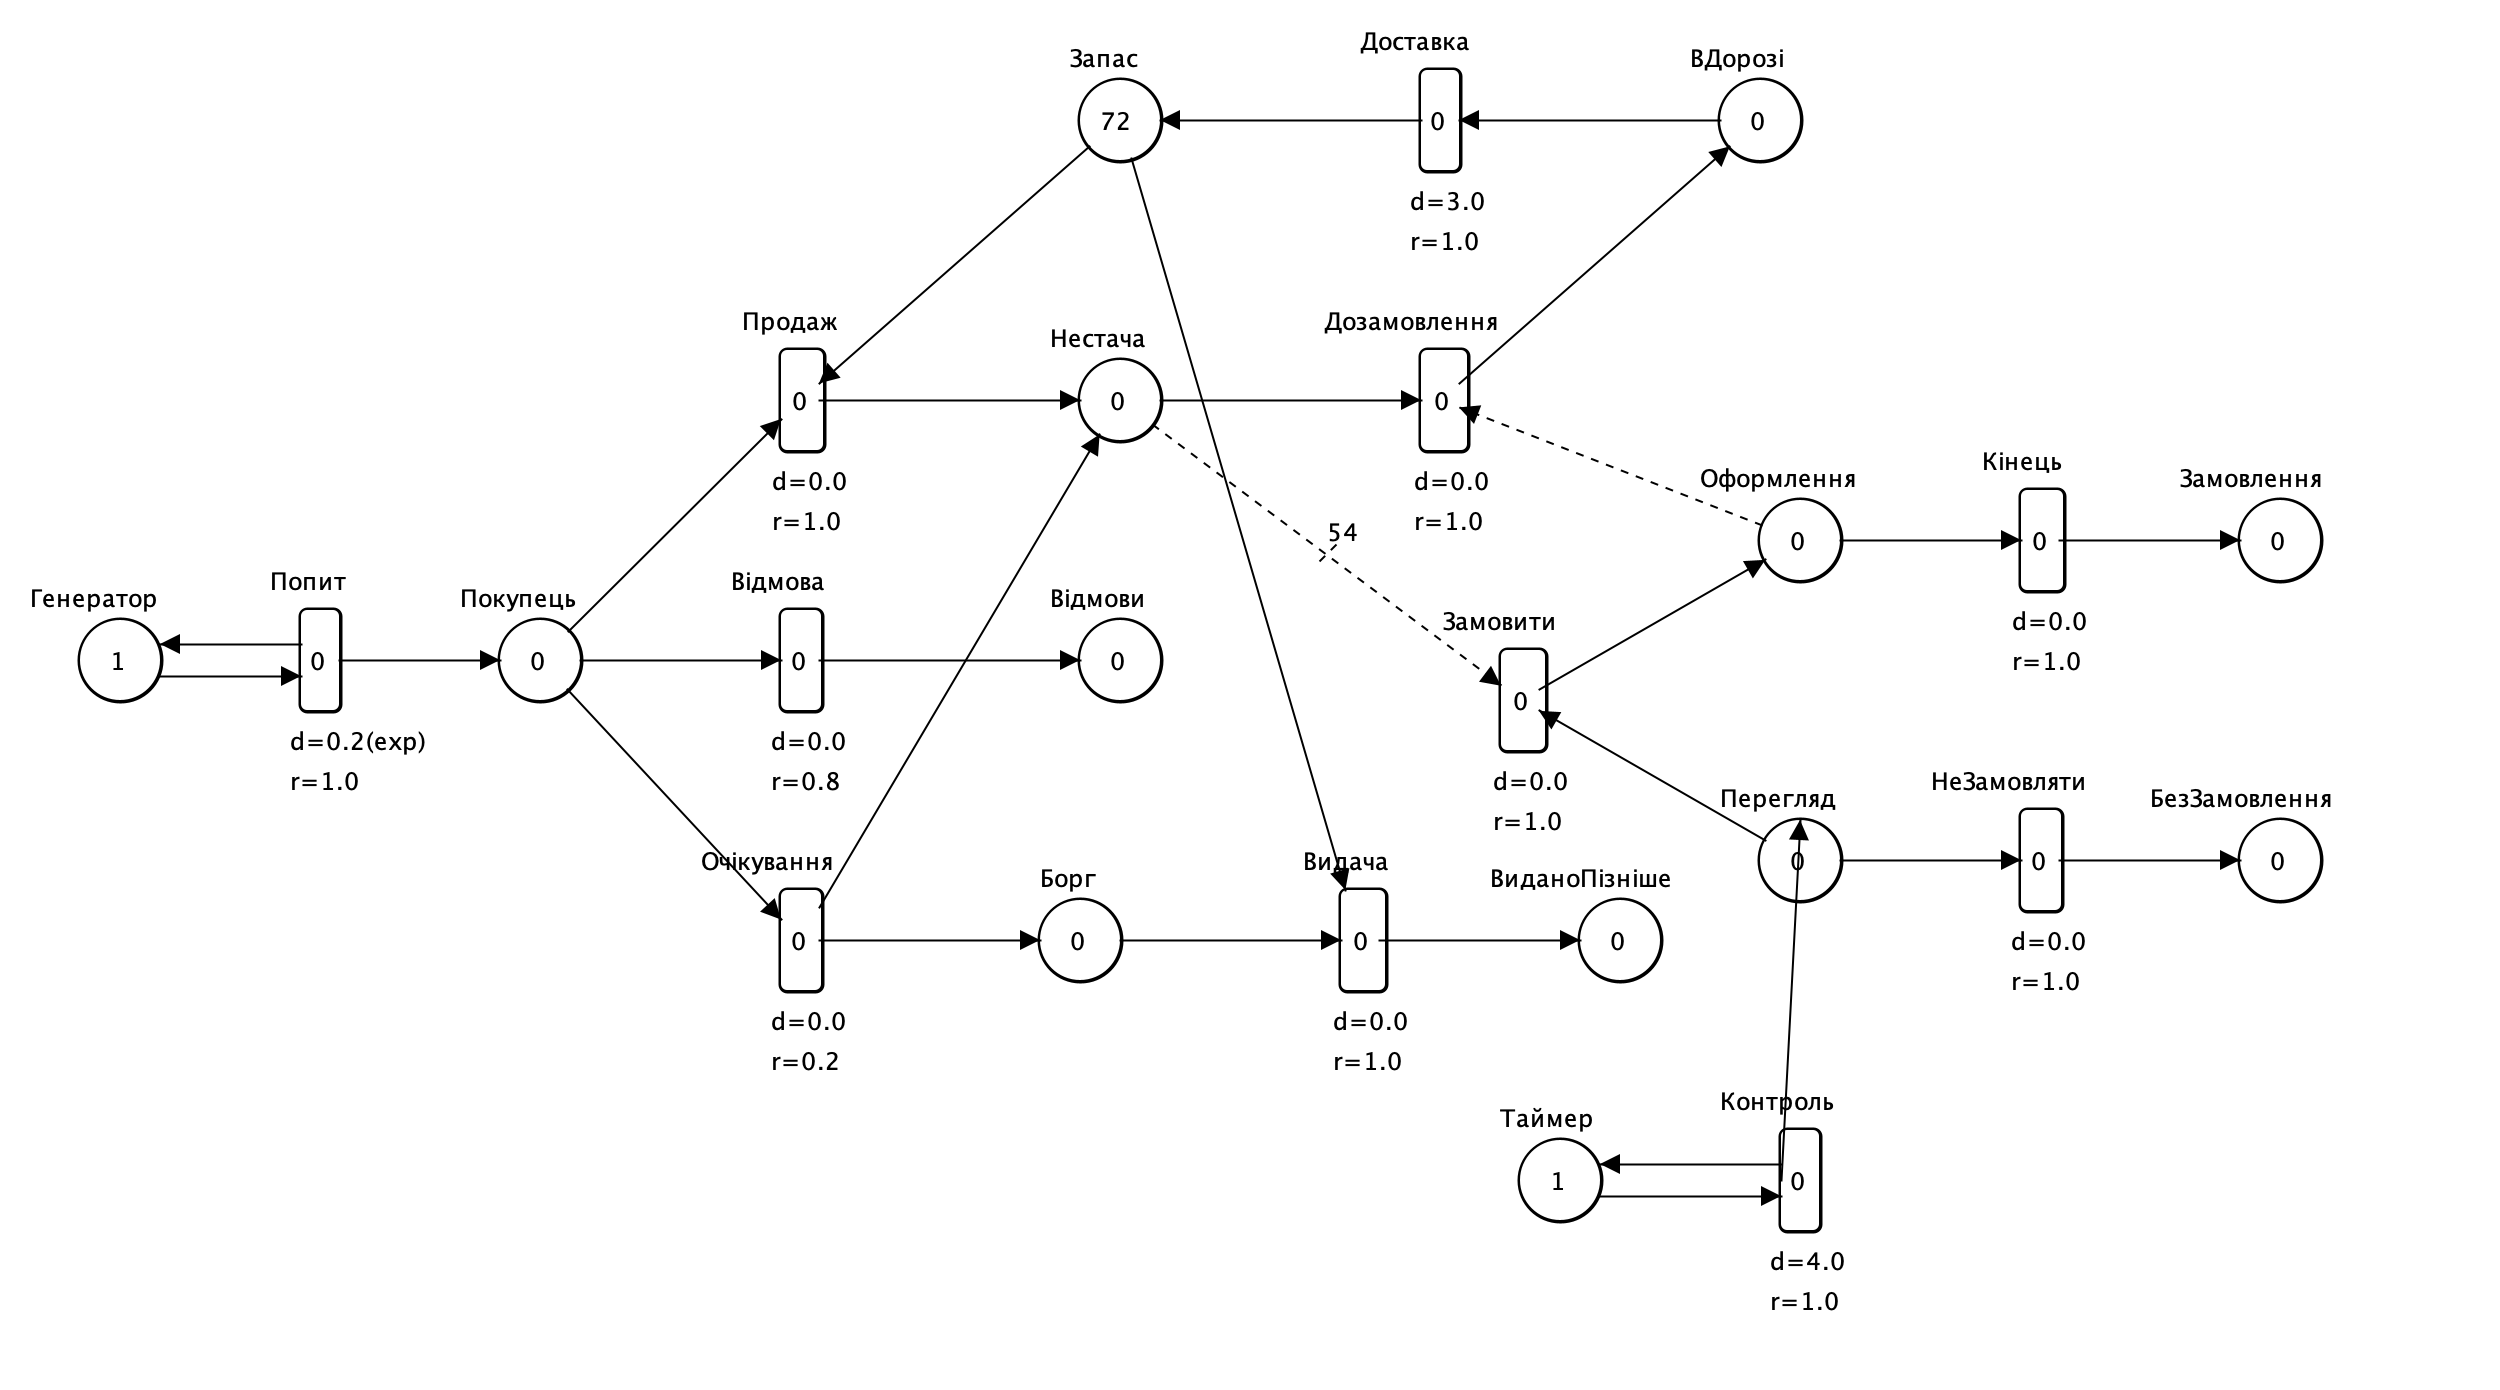 Доставка
Запас
ВДорозі
72
0
0
d=3.0
r=1.0
Продаж
Нестача
Дозамовлення
0
0
0
d=0.0
r=1.0
d=0.0
r=1.0
Оформлення
Кінець
Замовлення
54
0
0
0
Генератор
Попит
Покупець
Відмова
Відмови
Замовити
d=0.0
r=1.0
1
0
0
0
0
0
d=0.2(exp)
r=1.0
d=0.0
r=0.8
d=0.0
r=1.0
Перегляд
НеЗамовляти
БезЗамовлення
0
0
0
Очікування
Борг
Видача
ВиданоПізніше
0
0
0
0
d=0.0
r=1.0
d=0.0
r=0.2
d=0.0
r=1.0
Таймер
Контроль
1
0
d=4.0
r=1.0